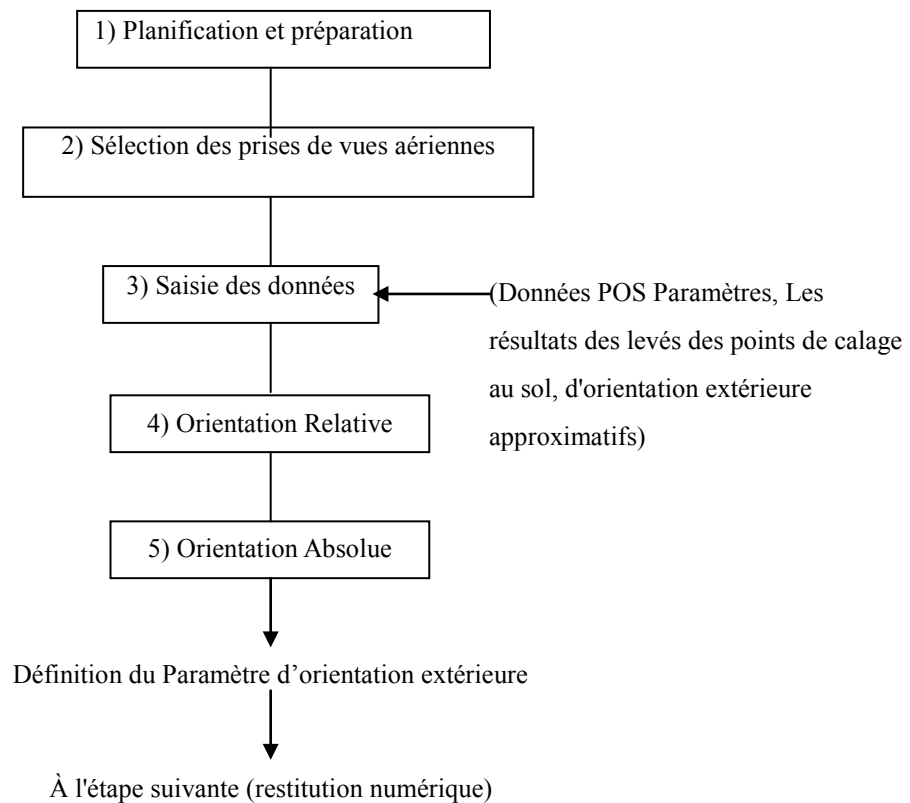 1) Planification et préparation
2) Sélection des prises de vues aériennes
3) Saisie des données
(Données POS Paramètres, Les
résultats des levés des points de calage
au sol, d'orientation extérieure
approximatifs)
4) Orientation Relative
5) Orientation Absolue
Définition du Paramètre d’orientation extérieure
À l'étape suivante (restitution numérique)